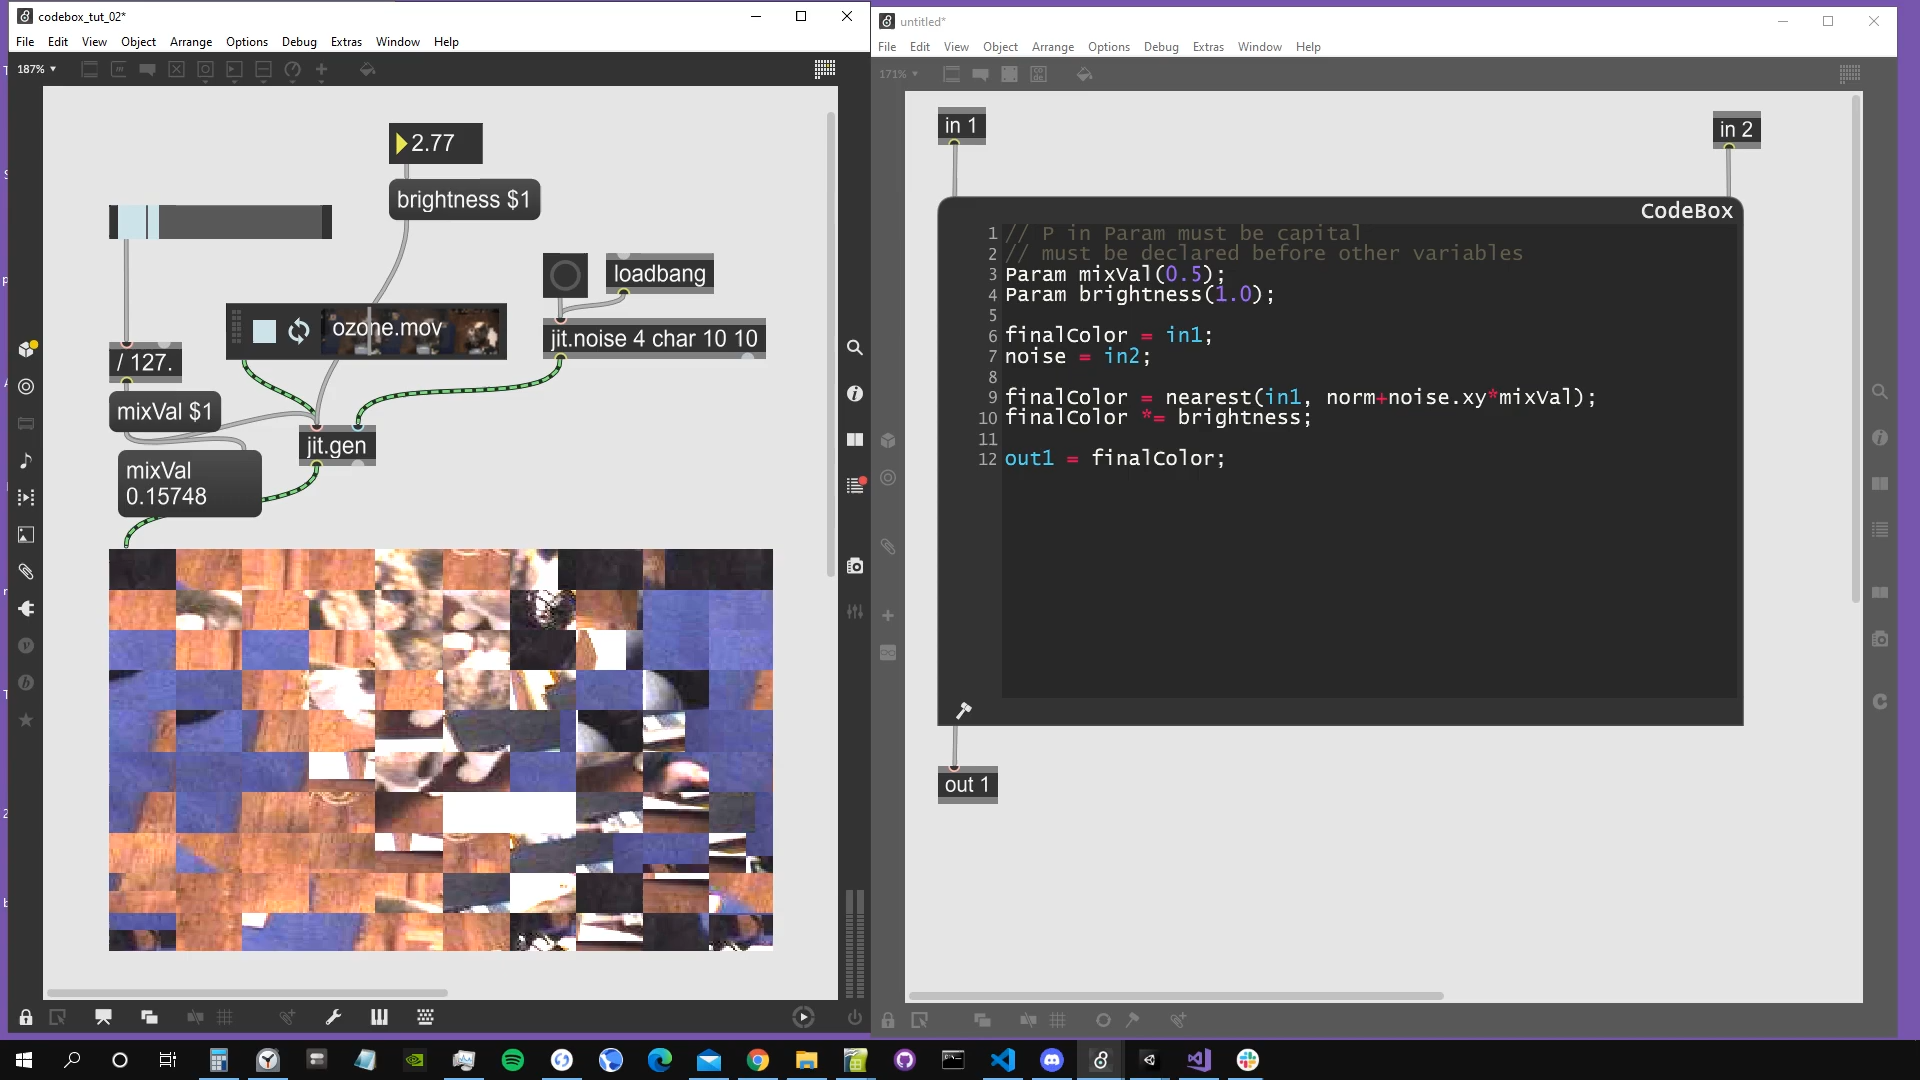 codebox_tut_02*
File Edit View Object Arrange Options Debug Extras Window Help
187%
2.77
brightness $1
loadbang
ozone.mov
jit.noise 4 char 10 10
/ 127.
mixVal $1
jit.gen
mixVal
0.15748
untitled*
File Edit View Object Arrange Options Debug Extras Window Help
171%
in 1
in 2
CodeBox
1 // P in Param must be capital
2 // must be declared before other variables
3 Param mixVal(0.5);
4 Param brightness(1.0);
5
6 finalColor = in1;
7 noise = in2;
8
9 finalColor = nearest(in1, norm+noise.xy*mixVal);
10 finalColor *= brightness;
11
12 out1 = finalColor;
out 1